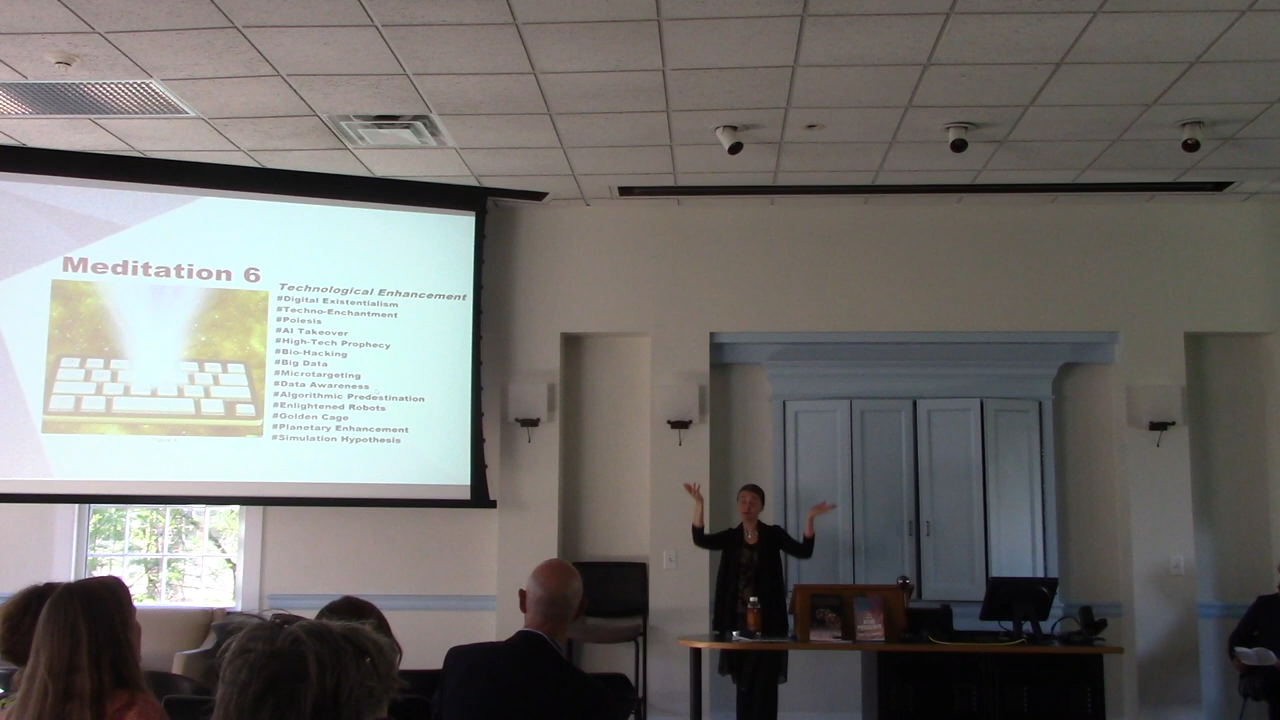 Meditation 6
Technological Enhancement
#Digital Existentialism
#Techno-Enchantment
#Poiesis
#AI Takeover
#High-Tech Prophecy
#Bio-Hacking
#Big Data
#Microtargeting
#Data Awareness
#Algorithmic Predestination
#Enlightened Robots
#Golden Cage
#Planetary Enhancement
#Simulation Hypothesis